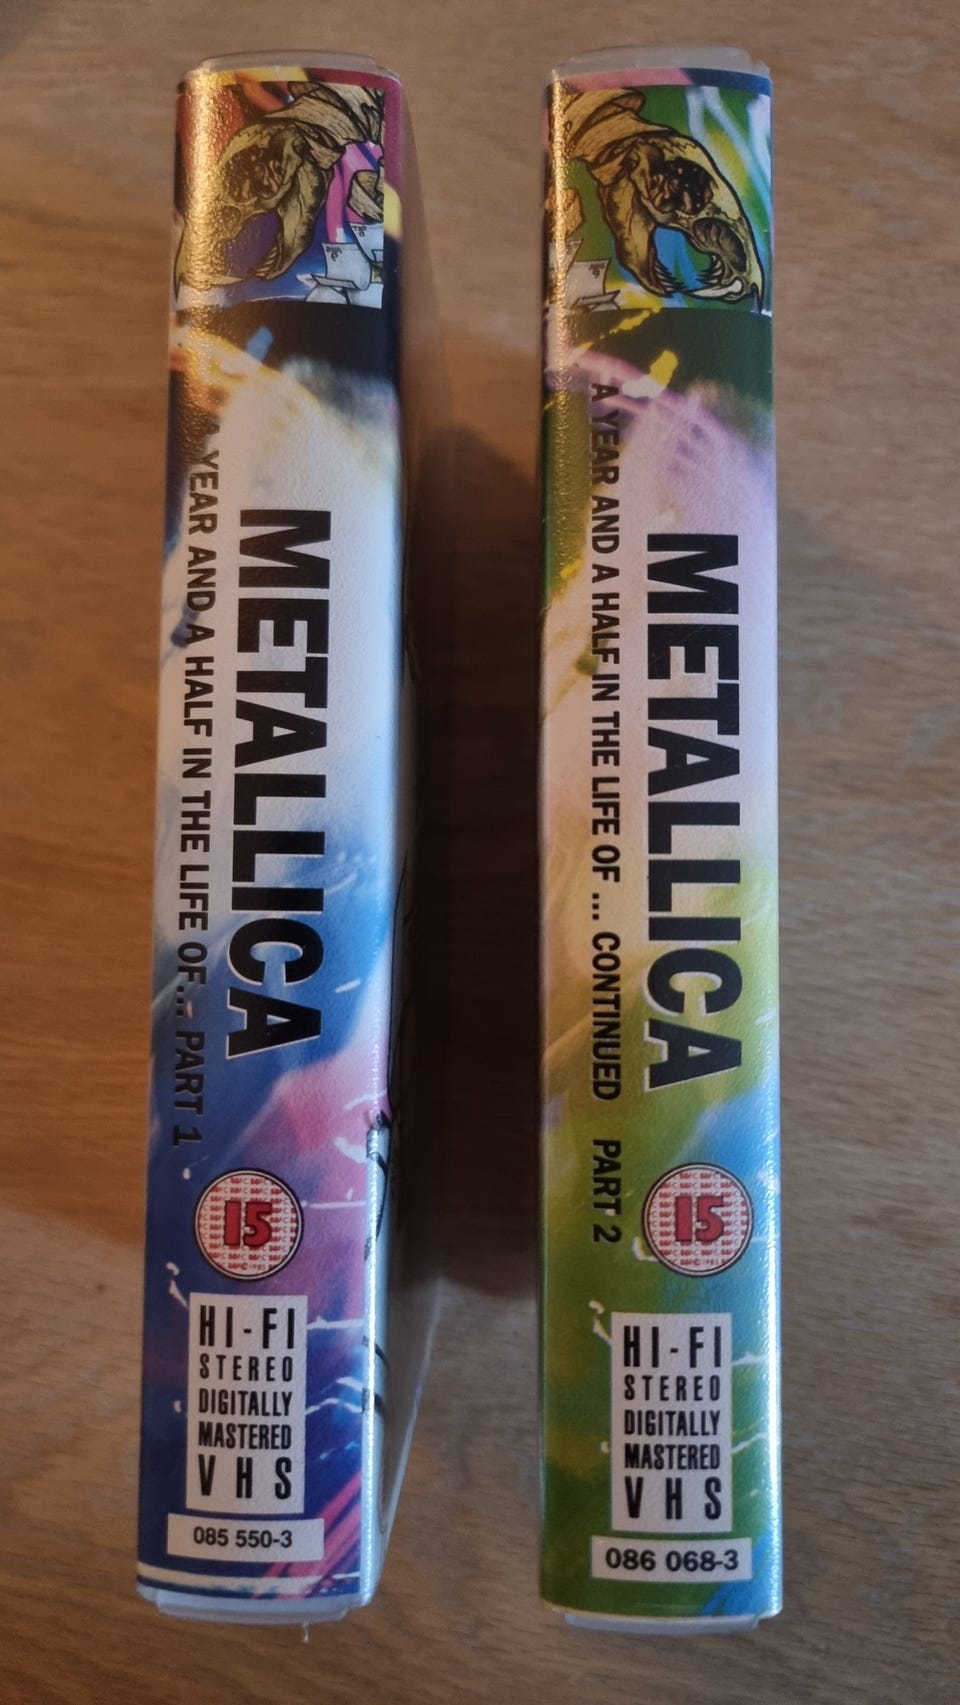 METALLICA
A YEAR AND A HALF IN THE LIFE OF... PART 1
15
HI-FI
STEREO
DIGITALLY
MASTERED
VHS
085 550-3
METALLICA
A YEAR AND A HALF IN THE LIFE OF ... CONTINUED PART 2
15
HI-FI
STEREO
DIGITALLY
MASTERED
VHS
086 068-3